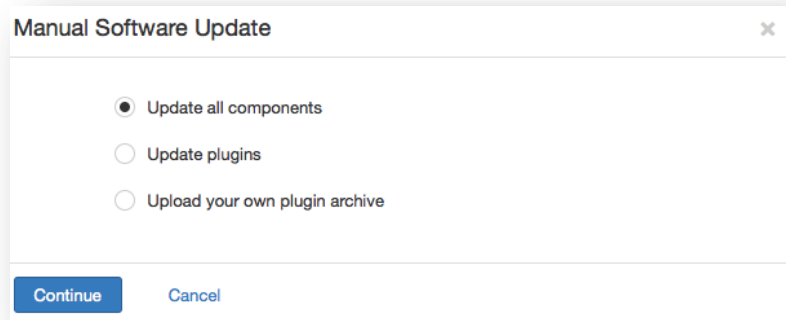 Manual Software Update
Update all components
Update plugins
Upload your own plugin archive
Continue Cancel